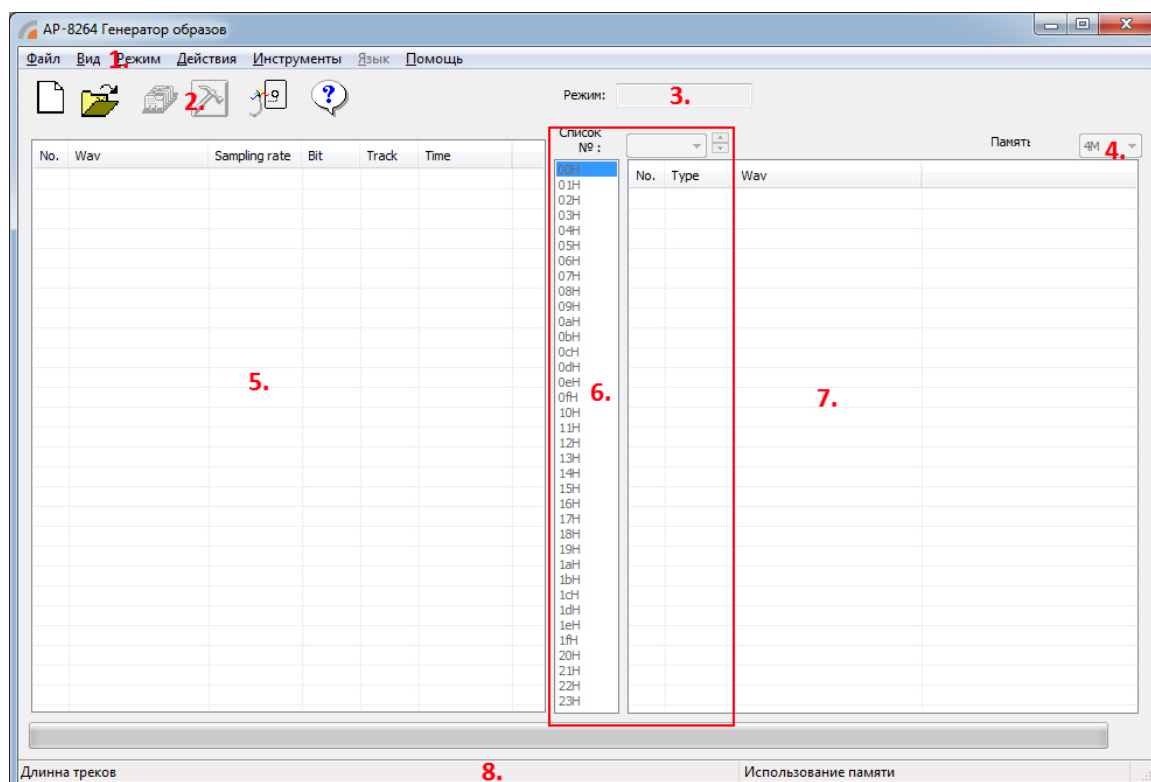 АР-8264 Генератор образов
Файл Вид Режим Действия Инструменты Язык Помощь
1.
2.
Режим:
3.
Список
№ :
Память
4M
4.
No. Wav Sampling rate Bit Track Time
No. Type Wav
00H
01H
02H
03H
04H
05H
06H
07H
08H
09H
0aH
0bH
0cH
0dH
0eH
0fH
10H
11H
12H
13H
14H
15H
16H
17H
18H
19H
1aH
1bH
1cH
1dH
1eH
1fH
20H
21H
22H
23H
5.
6.
7.
Длинна треков
8.
Использование памяти